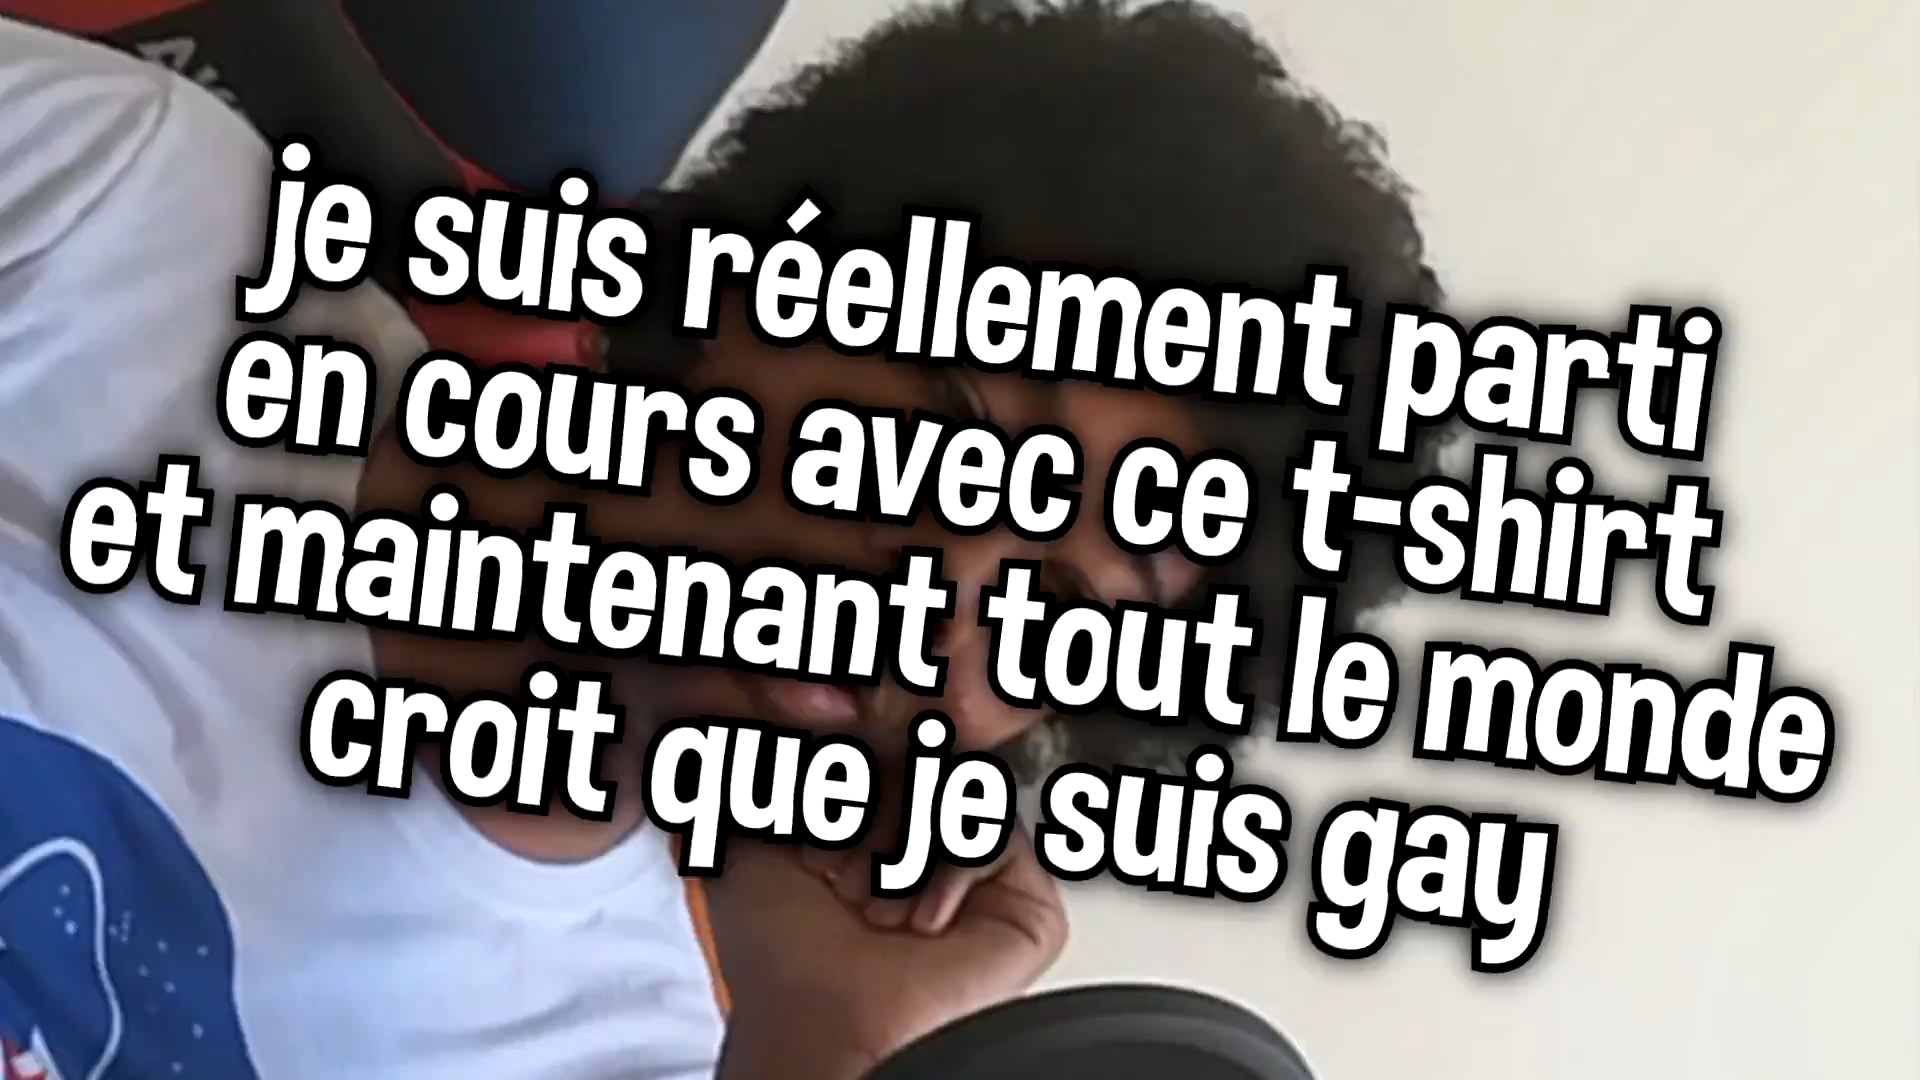 je suis réellement parti
en cours avec ce t-shirt
et maintenant tout le monde
croit que je suis gay